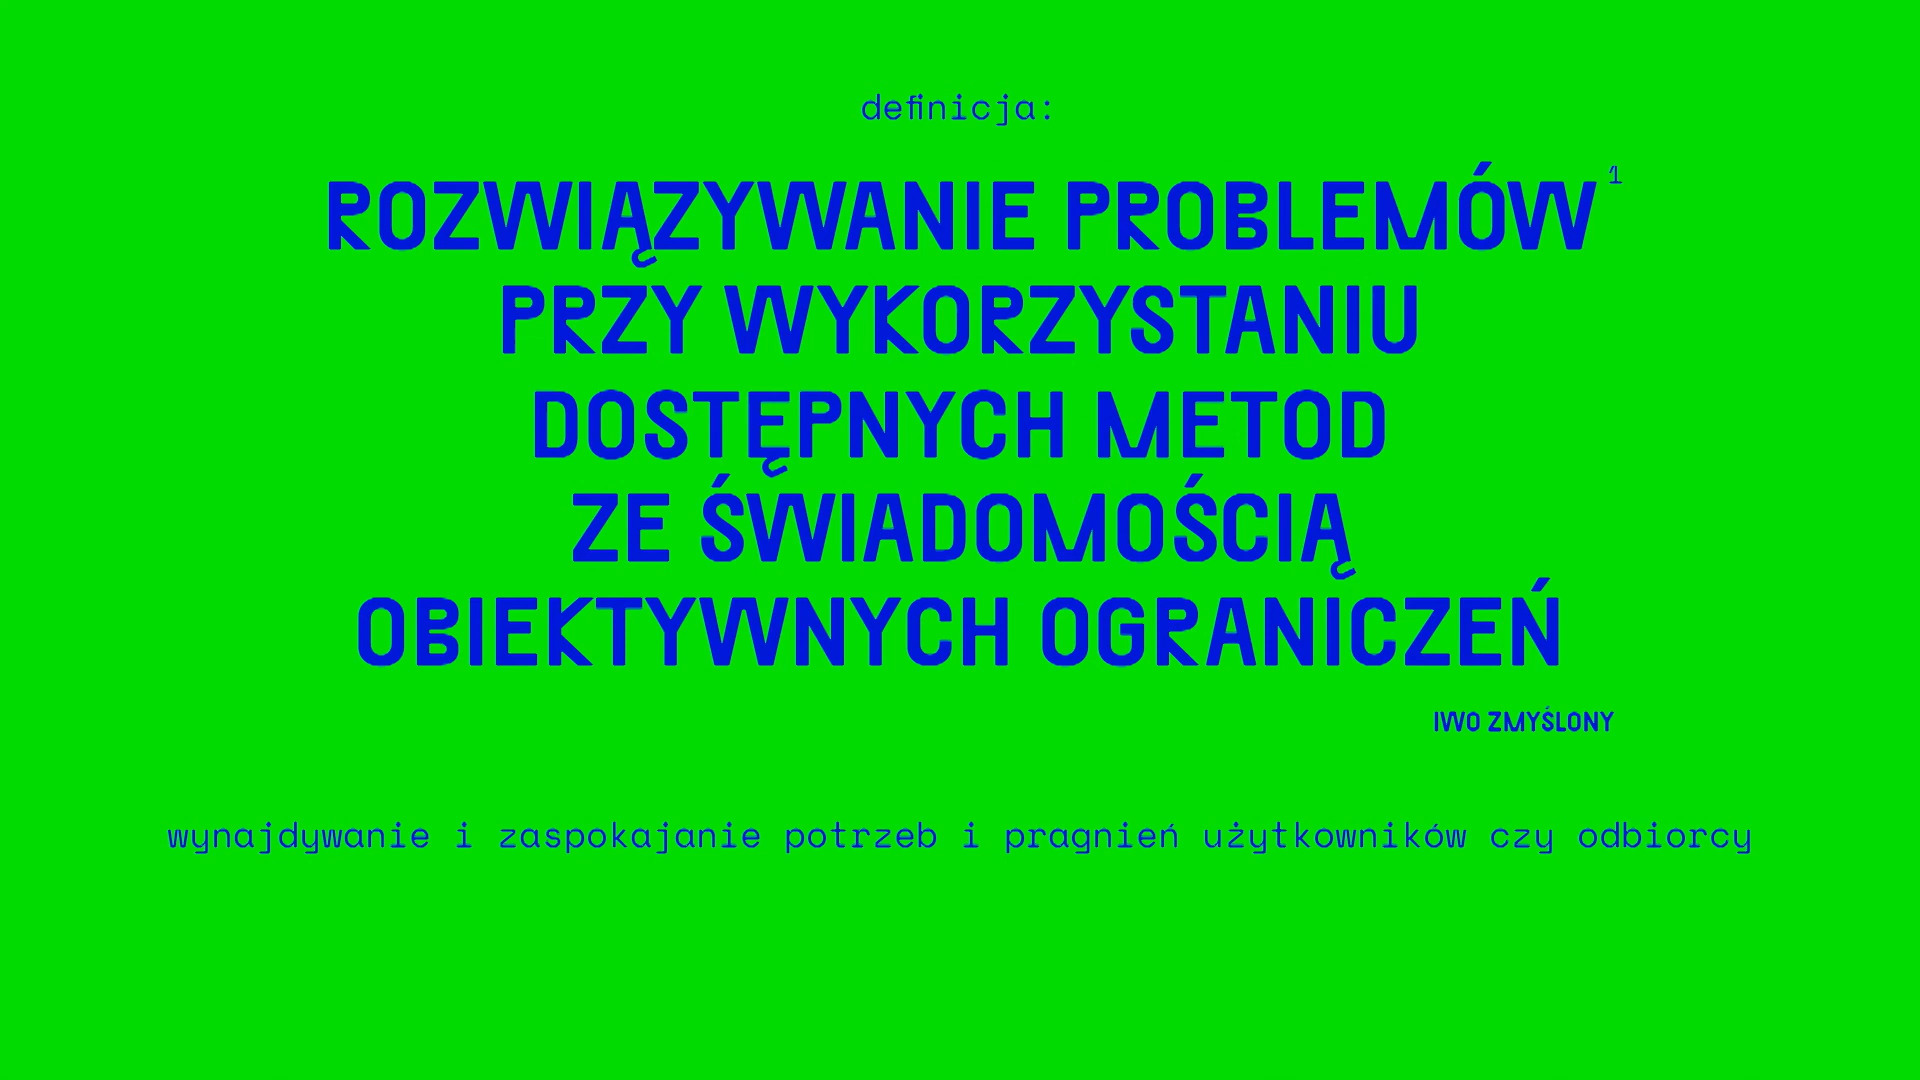 definicja:
ROZWIĄZYWANIE PROBLEMÓW ¹
PRZY WYKORZYSTANIU
DOSTĘPNYCH METOD
ZE ŚWIADOMOŚCIĄ
OBIEKTYWNYCH OGRANICZEŃ
IWO ZMYŚLONY
wynajdywanie i zaspokajanie potrzeb i pragnień użytkowników czy odbiorcy